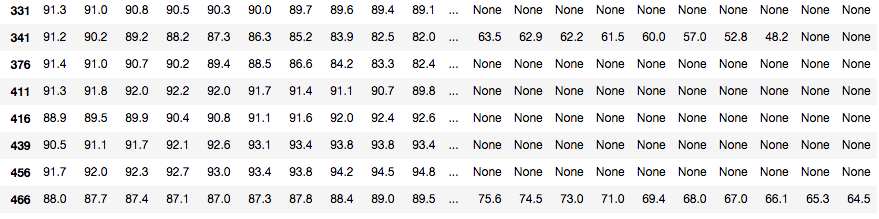 331 91.3 91.0 90.8 90.5 90.3 90.0 89.7 89.6 89.4 89.1 ... None None None None None None None None None None
341 91.2 90.2 89.2 88.2 87.3 86.3 85.2 83.9 82.5 82.0 ... 63.5 62.9 62.2 61.5 60.0 57.0 52.8 48.2 None None
376 91.4 91.0 90.7 90.2 89.4 88.5 86.6 84.2 83.3 82.4 ... None None None None None None None None None None
411 91.3 91.8 92.0 92.2 92.0 91.7 91.4 91.1 90.7 89.8 ... None None None None None None None None None None
416 88.9 89.5 89.9 90.4 90.8 91.1 91.6 92.0 92.4 92.6 ... None None None None None None None None None None
439 90.5 91.1 91.7 92.1 92.6 93.1 93.4 93.8 93.8 93.4 ... None None None None None None None None None None
456 91.7 92.0 92.3 92.7 93.0 93.4 93.8 94.2 94.5 94.8 ... None None None None None None None None None None
466 88.0 87.7 87.4 87.1 87.0 87.3 87.8 88.4 89.0 89.5 ... 75.6 74.5 73.0 71.0 69.4 68.0 67.0 66.1 65.3 64.5